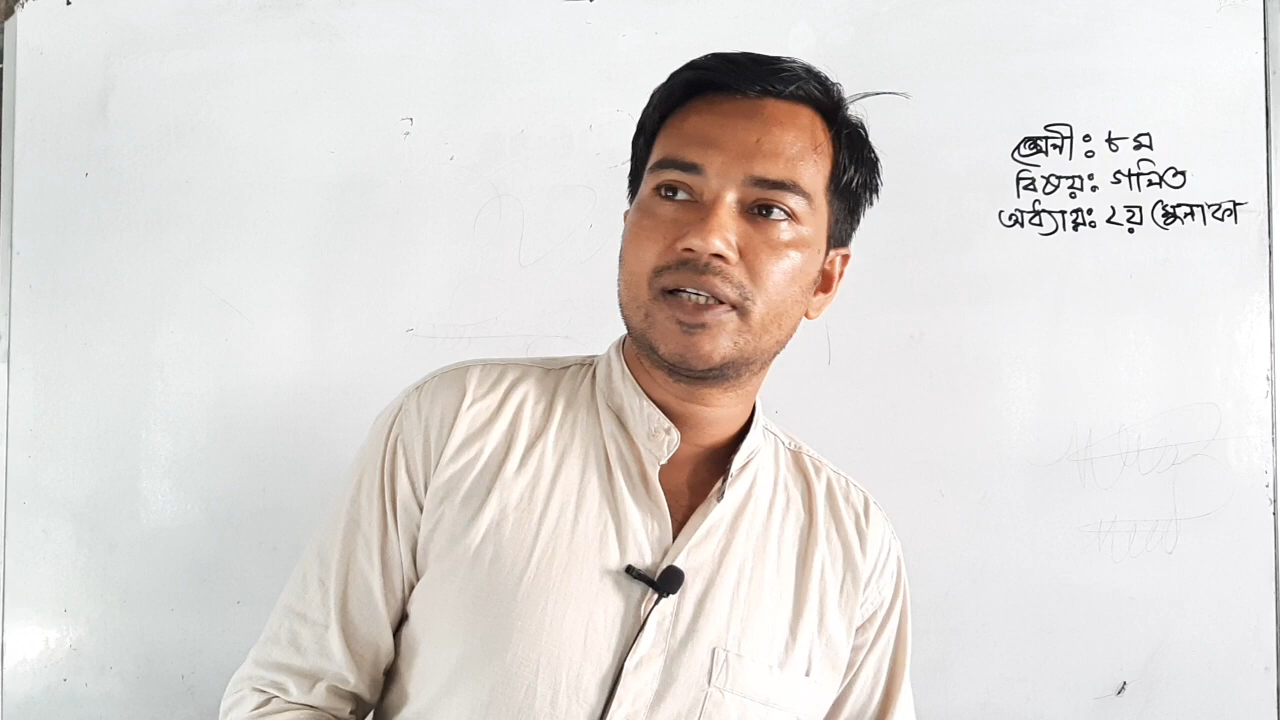 শ্রেনী : ৮ম
বিষয়ঃ গণিত
অধ্যায়ঃ ২য় মুনাফা